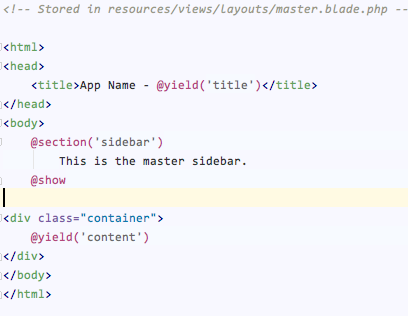 <!-- Stored in resources/views/layouts/master.blade.php --
<html>
<head>
    <title>App Name - @yield('title')</title>
</head>
<body>
    @section('sidebar')
        This is the master sidebar.
    @show
<div class="container">
    @yield('content')
</div>
</body>
</html>